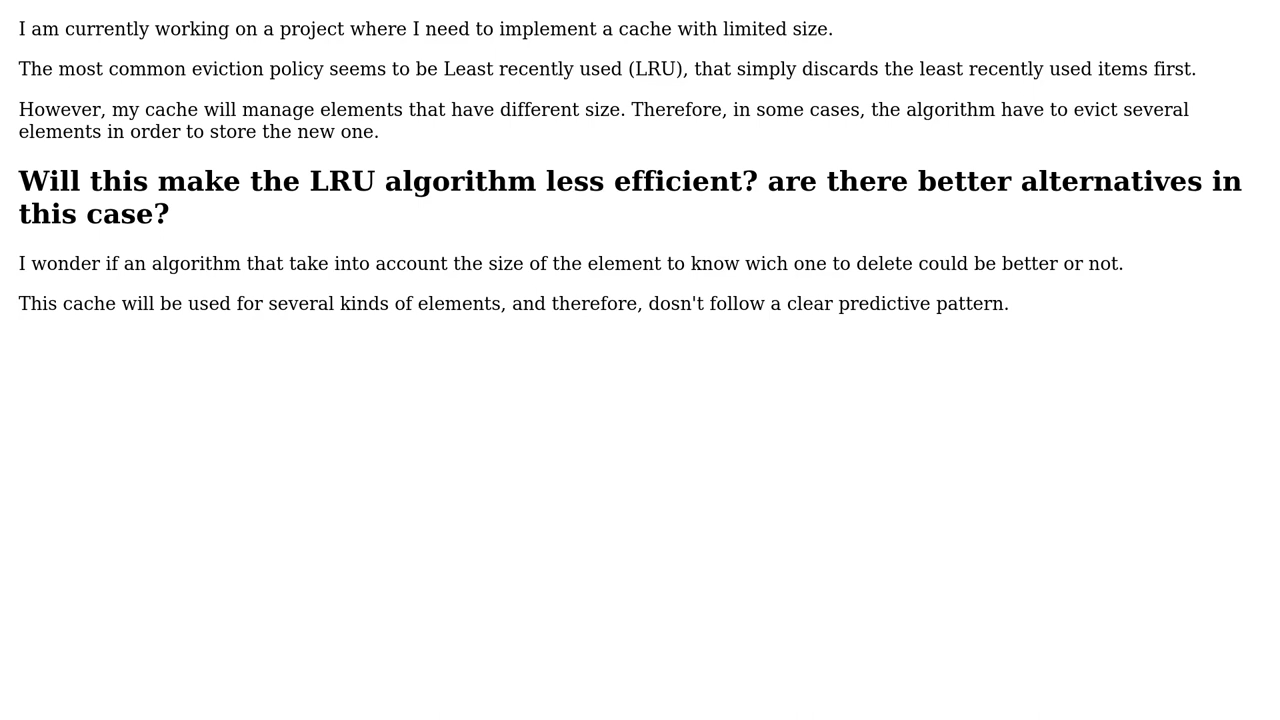 I am currently working on a project where I need to implement a cache with limited size.
The most common eviction policy seems to be Least recently used (LRU), that simply discards the least recently used items first.
However, my cache will manage elements that have different size. Therefore, in some cases, the algorithm have to evict several
elements in order to store the new one.
Will this make the LRU algorithm less efficient? are there better alternatives in
this case?
I wonder if an algorithm that take into account the size of the element to know wich one to delete could be better or not.
This cache will be used for several kinds of elements, and therefore, dosn't follow a clear predictive pattern.